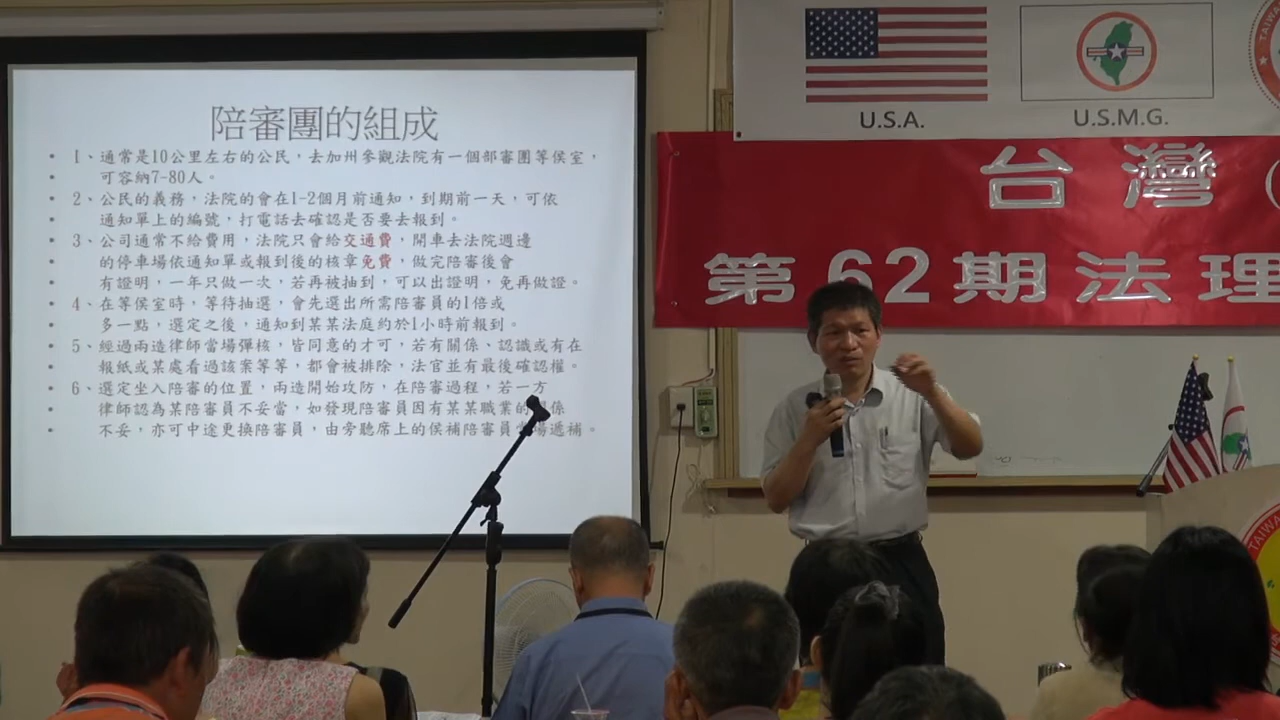 陪審團的組成
• 1、通常是10公里左右的公民，去加州參觀法院有一個部審團等侯室，
• 可容納7-80人。
• 2、公民的義務，法院的會在1-2個月前通知，到期前一天，可依
• 通知單上的編號，打電話去確認是否要去報到。
• 3、公司通常不給費用，法院只會給交通費，開車去法院週邊
• 的停車場依通知單或報到後的核章免費，做完陪審後會
• 有證明，一年只做一次，若再被抽到，可以出證明，免再做證。
• 4、在等侯室時，等待抽選，會先選出所需陪審員的1倍或
• 多一點，選定之後，通知到某某法庭約於1小時前報到。
• 5、經過兩造律師當場彈核，皆同意的才可，若有關係、認識或有在
• 報紙或某處看過該案等等，都會被排除，法官並有最後確認權。
• 6、選定坐入陪審的位置，兩造開始攻防，在陪審過程，若一方
• 律師認為某陪審員不妥當，如發現陪審員因有某某職業的關係
• 不妥，亦可中途更換陪審員，由旁聽席上的侯補陪審員當場遞補。
U.S.A.
U.S.M.G.
台灣
第62期法理